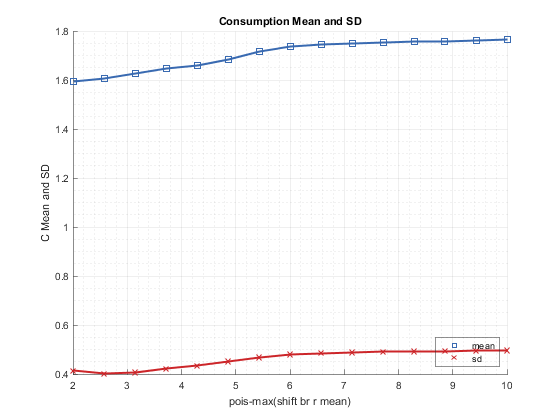 Consumption Mean and SD
1.8
1.6
1.4
1.2
1
0.8
0.6
0.4
C Mean and SD
2 3 4 5 6 7 8 9 10
pois-max(shift br r mean)
mean
sd